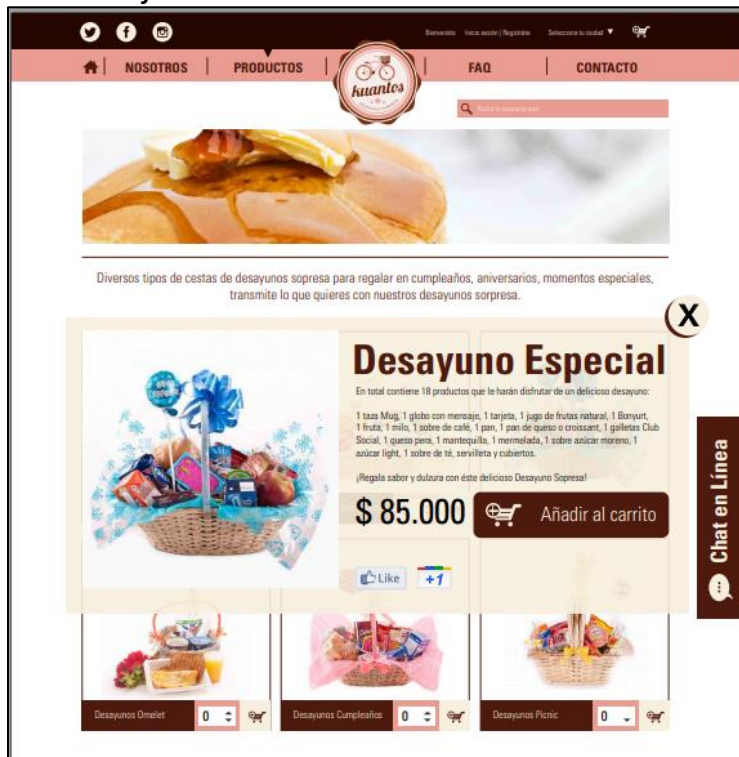 Bienvenido Inicia sesión | Regístrate Selecciona tu ciudad ▼
NOSOTROS | PRODUCTOS | kuantos | FAQ | CONTACTO
Diversos tipos de cestas de desayunos sopresa para regalar en cumpleaños, aniversarios, momentos especiales,
transmite lo que quieres con nuestros desayunos sorpresa.
X
Desayuno Especial
En total contiene 18 productos que le harán disfrutar de un delicioso desayuno:
1 taza Mug, 1 globo con mensaje, 1 tarjeta, 1 jugo de frutas natural, 1 Bonyurt,
1 fruta, 1 milo, 1 sobre de café, 1 pan, 1 pan de queso o croissant, 1 galletas Club
Social, 1 queso pera, 1 mantequilla, 1 mermelada, 1 sobre azúcar moreno, 1
azúcar light, 1 sobre de té, servilleta y cubiertos.
¡Regala sabor y dulzura con éste delicioso Desayuno Sopresa!
$ 85.000 Añadir al carrito
Like +1
Chat en Línea
Desayunos Omelet 0
Desayunos Cumpleaños 0
Desayunos Picnic 0